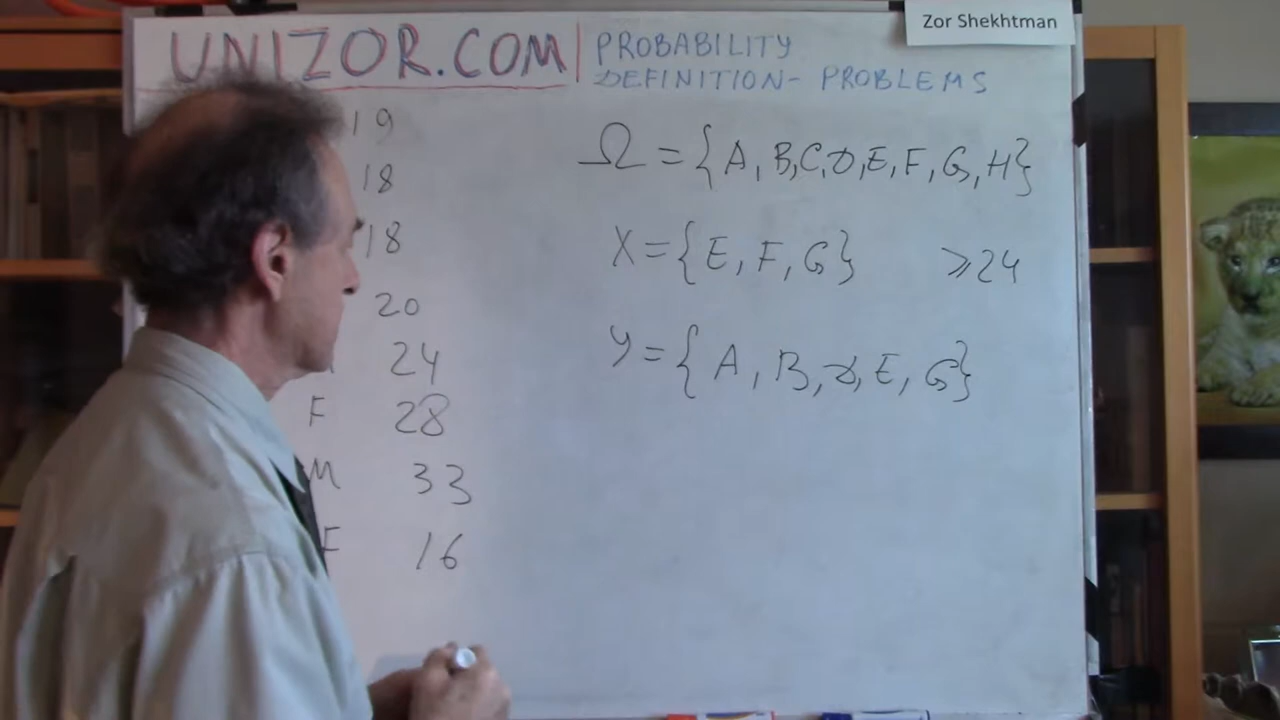 Zor Shekhtman
UNIZOR.COM
PROBABILITY
DEFINITION- PROBLEMS
19
18
18
20
24
F 28
M 33
F 16
Ω = {A, B, C, D, E, F, G, H}
X = {E, F, G} ≥24
Y = {A, B, D, E, G}